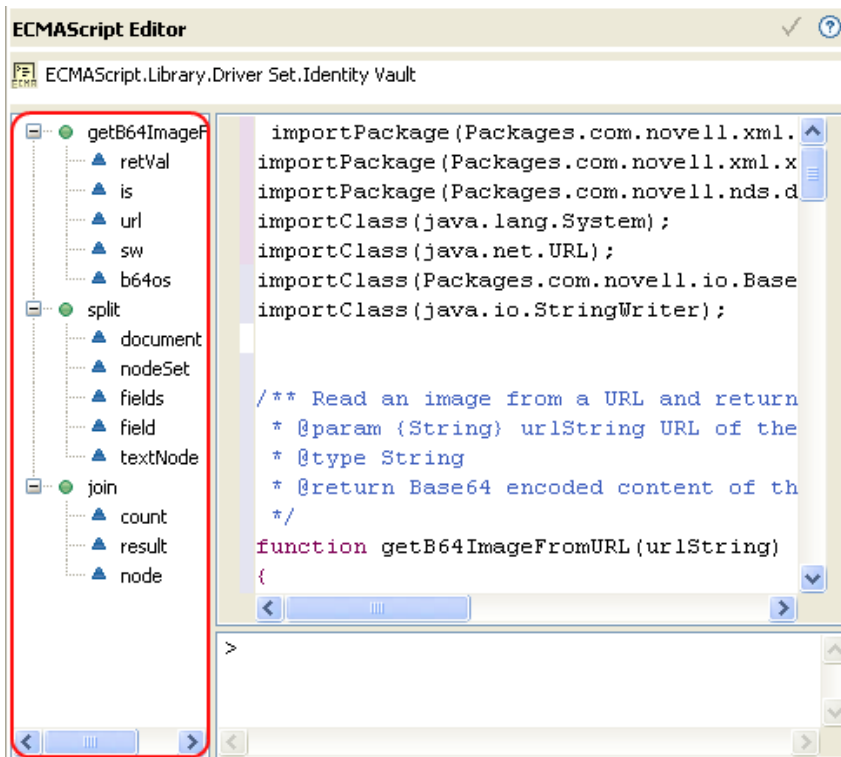 ECMAScript Editor
ECMAScript.Library.Driver Set.Identity Vault
getB64ImageF
retVal
is
url
sw
b64os
split
document
nodeSet
fields
field
textNode
join
count
result
node
importPackage(Packages.com.novell.xml.
importPackage(Packages.com.novell.xml.x
importPackage(Packages.com.novell.nds.d
importClass(java.lang.System);
importClass(java.net.URL);
importClass(Packages.com.novell.io.Base
importClass(java.io.StringWriter);
/** Read an image from a URL and return
* @param {String} urlString URL of the
* @type String
* @return Base64 encoded content of th
*/
function getB64ImageFromURL(urlString)
{
>